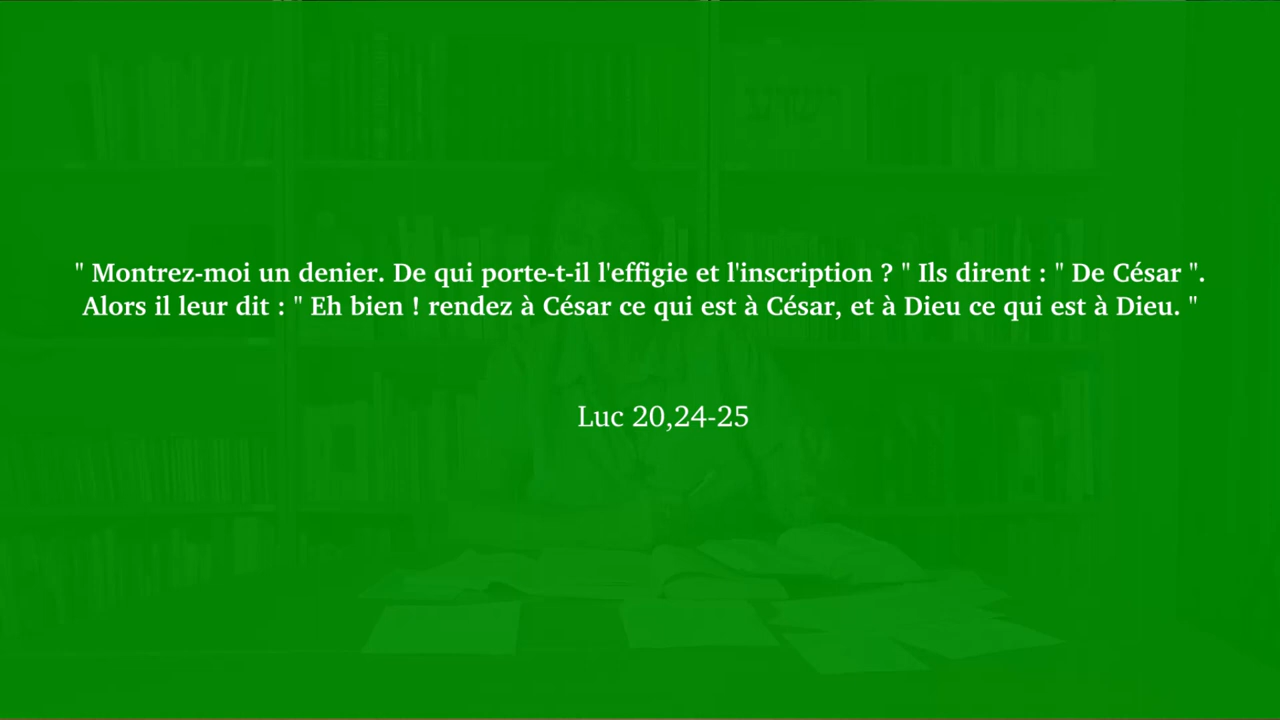 " Montrez-moi un denier. De qui porte-t-il l'effigie et l'inscription ? " Ils dirent : " De César ".
Alors il leur dit : " Eh bien ! rendez à César ce qui est à César, et à Dieu ce qui est à Dieu. "
Luc 20,24-25